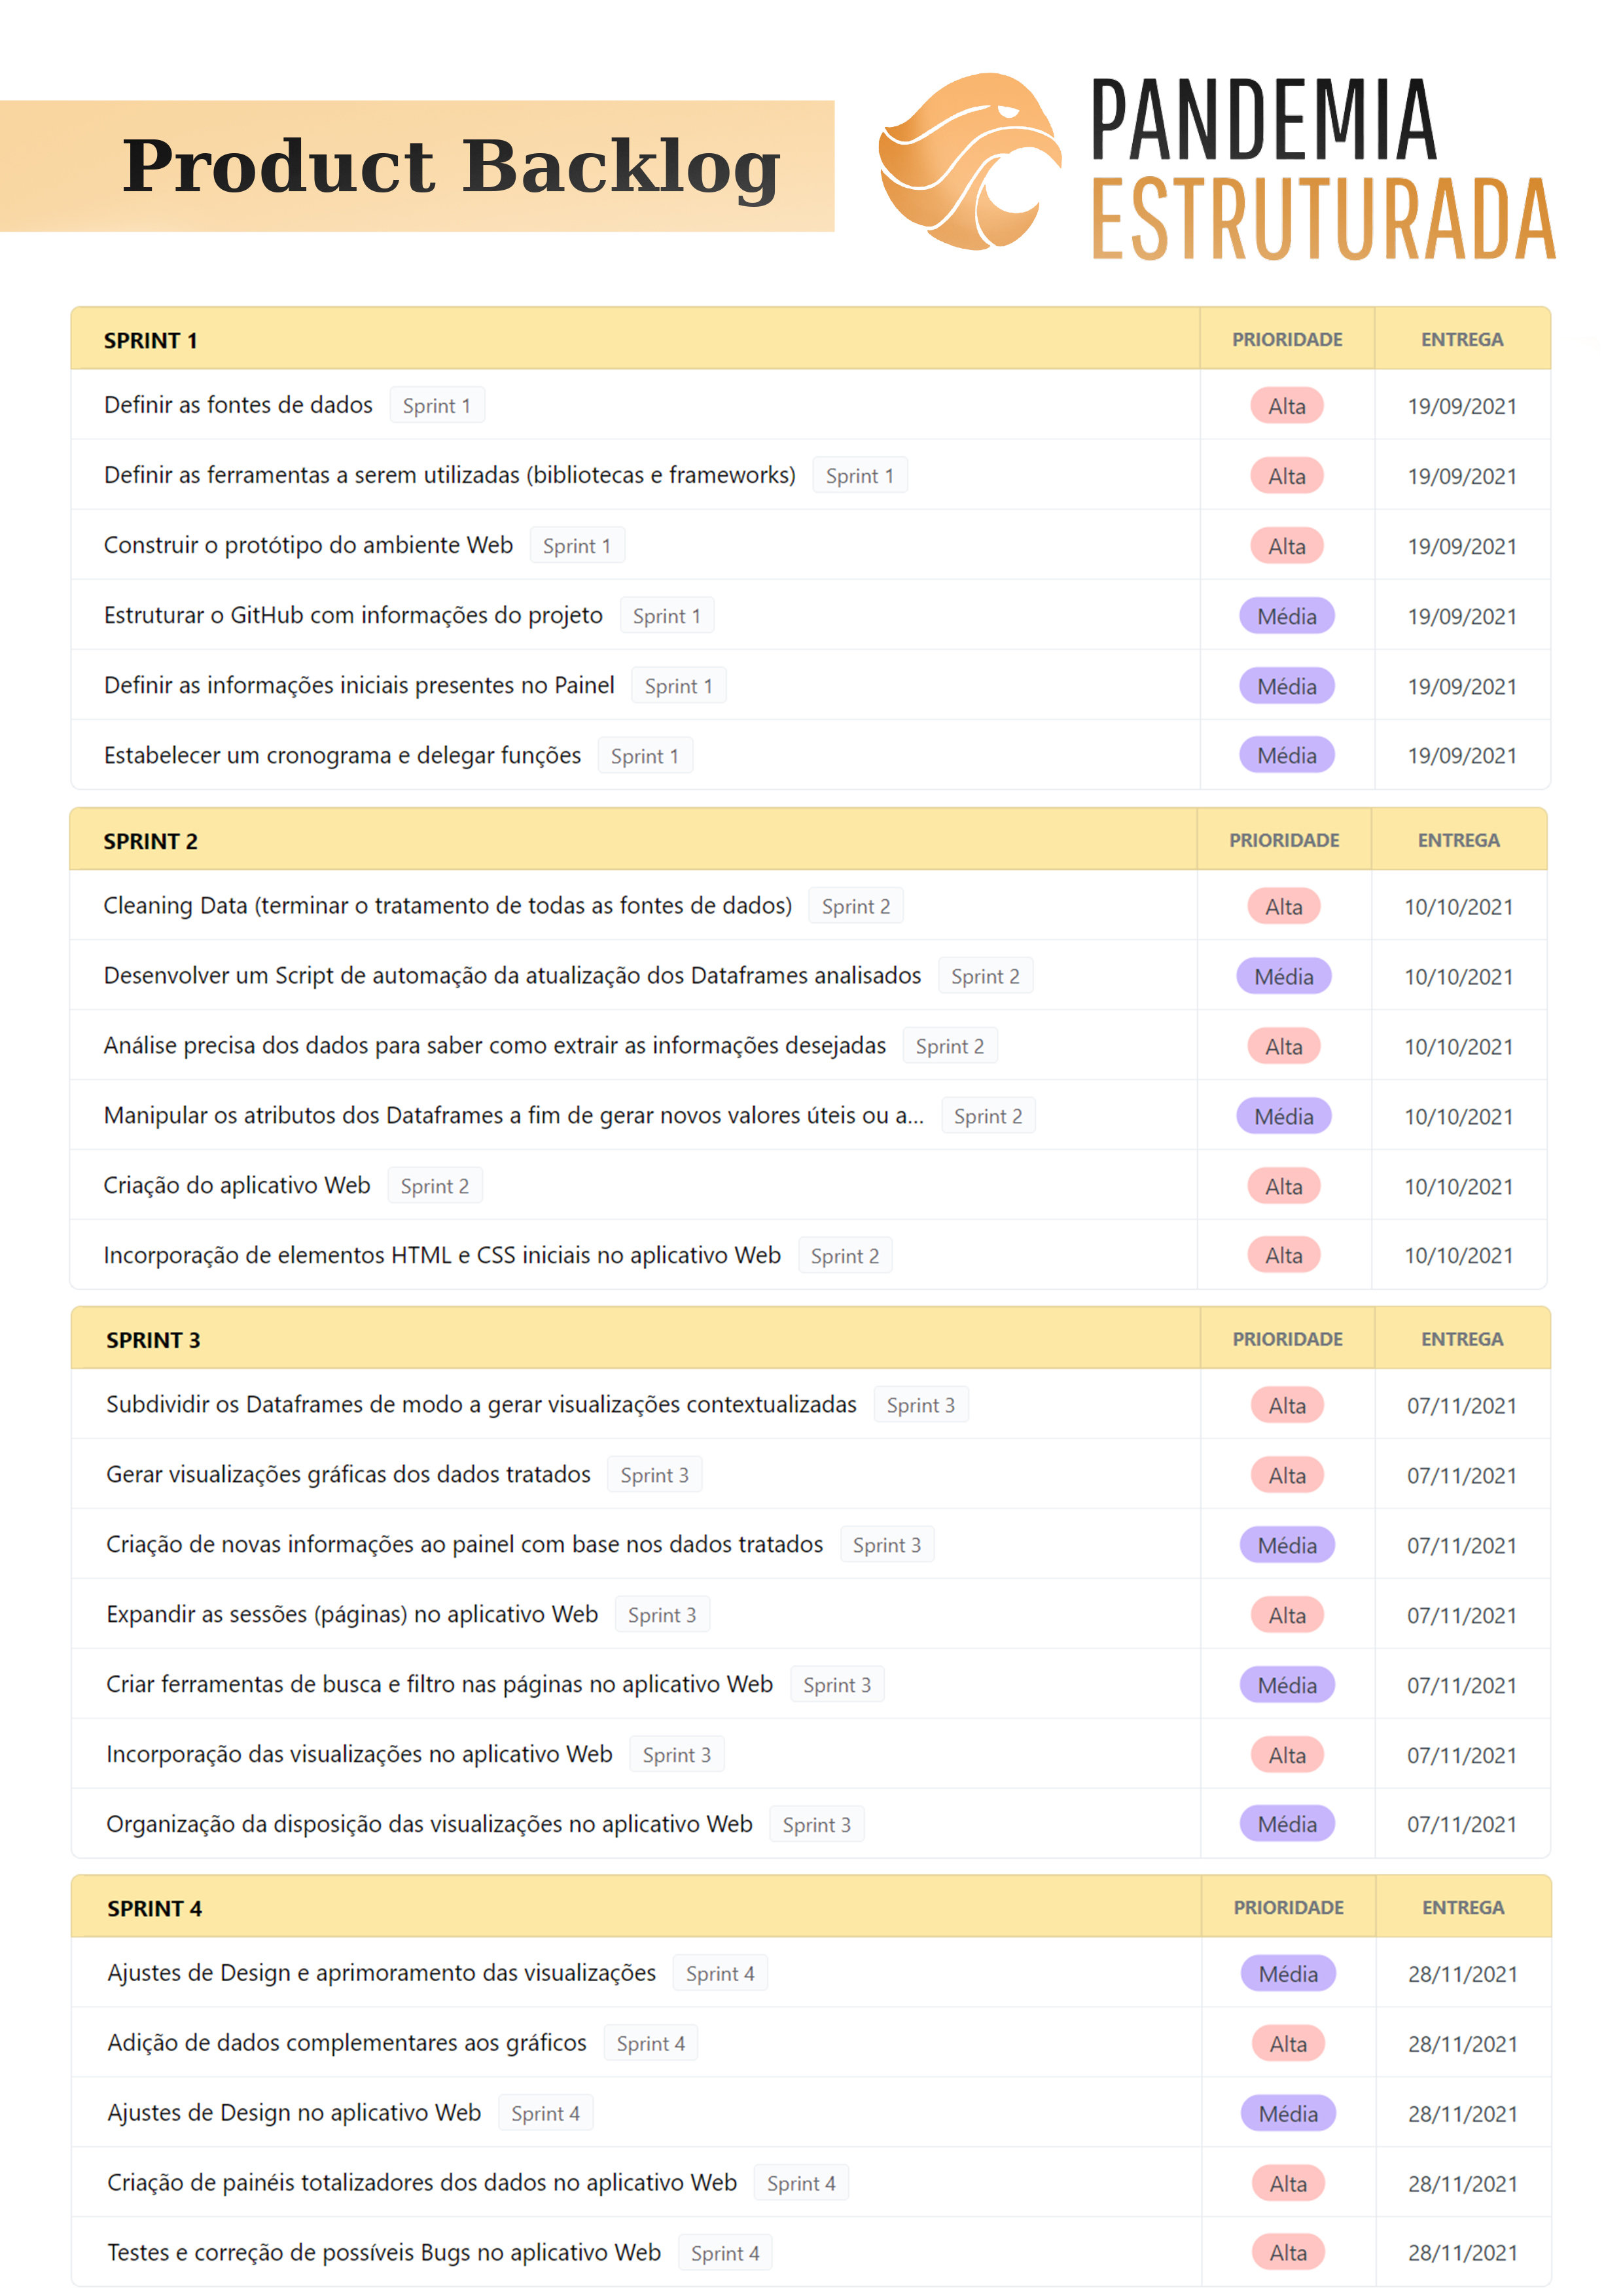 Product Backlog
PANDEMIA
ESTRUTURADA
SPRINT 1 PRIORIDADE ENTREGA
Definir as fontes de dados Sprint 1 Alta 19/09/2021
Definir as ferramentas a serem utilizadas (bibliotecas e frameworks) Sprint 1 Alta 19/09/2021
Construir o protótipo do ambiente Web Sprint 1 Alta 19/09/2021
Estruturar o GitHub com informações do projeto Sprint 1 Média 19/09/2021
Definir as informações iniciais presentes no Painel Sprint 1 Média 19/09/2021
Estabelecer um cronograma e delegar funções Sprint 1 Média 19/09/2021
SPRINT 2 PRIORIDADE ENTREGA
Cleaning Data (terminar o tratamento de todas as fontes de dados) Sprint 2 Alta 10/10/2021
Desenvolver um Script de automação da atualização dos Dataframes analisados Sprint 2 Média 10/10/2021
Análise precisa dos dados para saber como extrair as informações desejadas Sprint 2 Alta 10/10/2021
Manipular os atributos dos Dataframes a fim de gerar novos valores úteis ou a... Sprint 2 Média 10/10/2021
Criação do aplicativo Web Sprint 2 Alta 10/10/2021
Incorporação de elementos HTML e CSS iniciais no aplicativo Web Sprint 2 Alta 10/10/2021
SPRINT 3 PRIORIDADE ENTREGA
Subdividir os Dataframes de modo a gerar visualizações contextualizadas Sprint 3 Alta 07/11/2021
Gerar visualizações gráficas dos dados tratados Sprint 3 Alta 07/11/2021
Criação de novas informações ao painel com base nos dados tratados Sprint 3 Média 07/11/2021
Expandir as sessões (páginas) no aplicativo Web Sprint 3 Alta 07/11/2021
Criar ferramentas de busca e filtro nas páginas no aplicativo Web Sprint 3 Média 07/11/2021
Incorporação das visualizações no aplicativo Web Sprint 3 Alta 07/11/2021
Organização da disposição das visualizações no aplicativo Web Sprint 3 Média 07/11/2021
SPRINT 4 PRIORIDADE ENTREGA
Ajustes de Design e aprimoramento das visualizações Sprint 4 Média 28/11/2021
Adição de dados complementares aos gráficos Sprint 4 Alta 28/11/2021
Ajustes de Design no aplicativo Web Sprint 4 Média 28/11/2021
Criação de painéis totalizadores dos dados no aplicativo Web Sprint 4 Alta 28/11/2021
Testes e correção de possíveis Bugs no aplicativo Web Sprint 4 Alta 28/11/2021